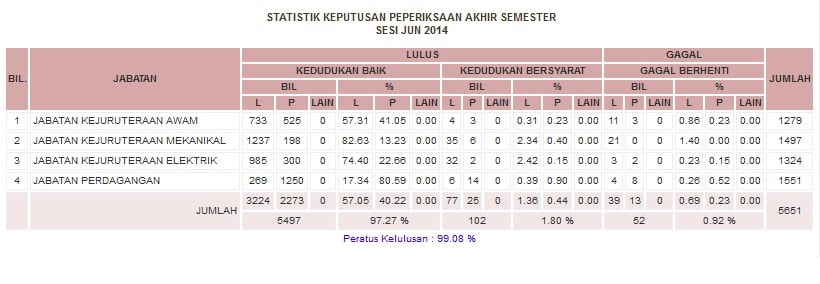 STATISTIK KEPUTUSAN PEPERIKSAAN AKHIR SEMESTER
SESI JUN 2014
BIL. JABATAN LULUS GAGAL JUMLAH
KEDUDUKAN BAIK KEDUDUKAN BERSYARAT GAGAL BERHENTI
BIL % BIL % BIL %
L P LAIN L P LAIN L P LAIN L P LAIN L P LAIN L P LAIN
1 JABATAN KEJURUTERAAN AWAM 733 525 0 57.31 41.05 0.00 4 3 0 0.31 0.23 0.00 11 3 0 0.86 0.23 0.00 1279
2 JABATAN KEJURUTERAAN MEKANIKAL 1237 198 0 82.63 13.23 0.00 35 6 0 2.34 0.40 0.00 21 0 0 1.40 0.00 0.00 1497
3 JABATAN KEJURUTERAAN ELEKTRIK 985 300 0 74.40 22.66 0.00 32 2 0 2.42 0.15 0.00 3 2 0 0.23 0.15 0.00 1324
4 JABATAN PERDAGANGAN 269 1250 0 17.34 80.59 0.00 6 14 0 0.39 0.90 0.00 4 8 0 0.26 0.52 0.00 1551
JUMLAH 3224 2273 0 57.05 40.22 0.00 77 25 0 1.36 0.44 0.00 39 13 0 0.69 0.23 0.00 5651
5497 97.27 % 102 1.80 % 52 0.92 %
Peratus Kelulusan : 99.08 %